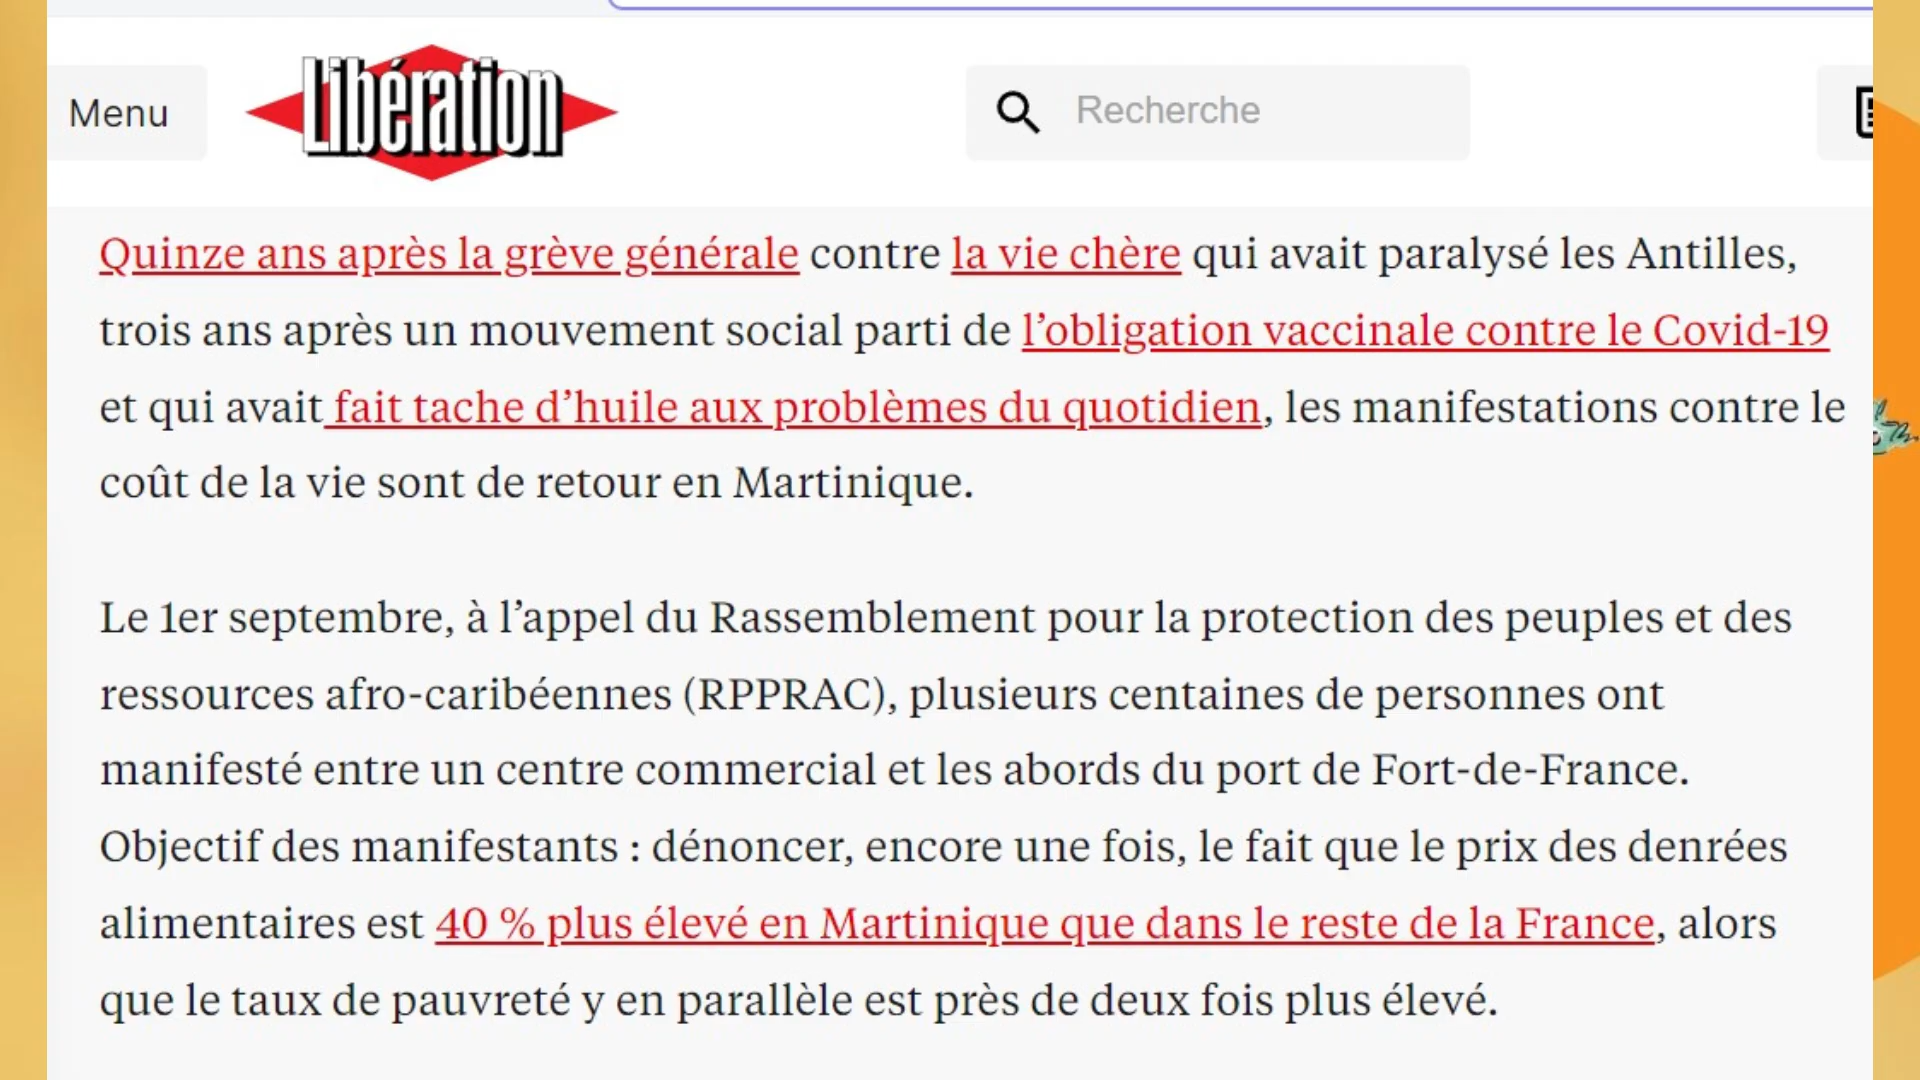 Menu
Libération
Recherche
Quinze ans après la grève générale contre la vie chère qui avait paralysé les Antilles,
trois ans après un mouvement social parti de l’obligation vaccinale contre le Covid-19
et qui avait fait tache d’huile aux problèmes du quotidien, les manifestations contre le
coût de la vie sont de retour en Martinique.
Le 1er septembre, à l’appel du Rassemblement pour la protection des peuples et des
ressources afro-caribéennes (RPPRAC), plusieurs centaines de personnes ont
manifesté entre un centre commercial et les abords du port de Fort-de-France.
Objectif des manifestants : dénoncer, encore une fois, le fait que le prix des denrées
alimentaires est 40 % plus élevé en Martinique que dans le reste de la France, alors
que le taux de pauvreté y en parallèle est près de deux fois plus élevé.